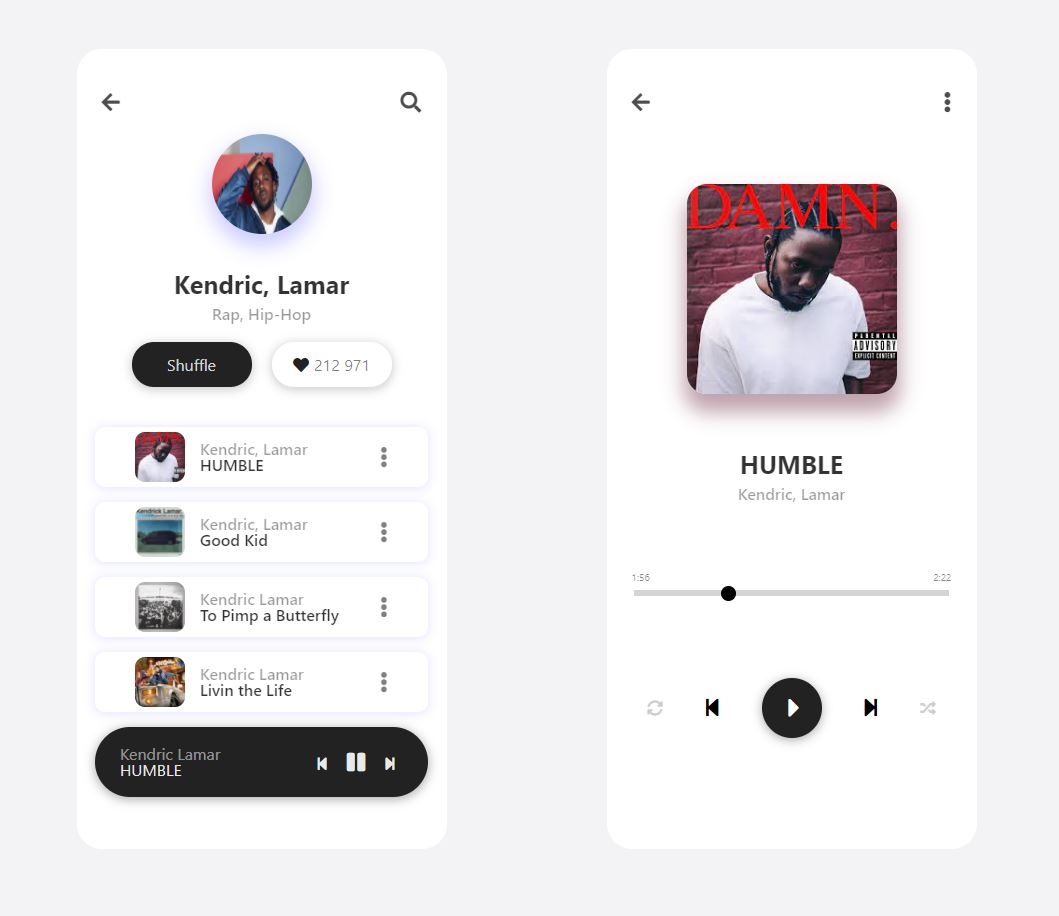 Kendric, Lamar
Rap, Hip-Hop
Shuffle
212 971
Kendric, Lamar
HUMBLE
Kendric, Lamar
Good Kid
Kendric Lamar
To Pimp a Butterfly
Kendric Lamar
Livin the Life
Kendric Lamar
HUMBLE
DAMN.
PARENTAL
ADVISORY
EXPLICIT CONTENT
HUMBLE
Kendric, Lamar
1:56
2:22